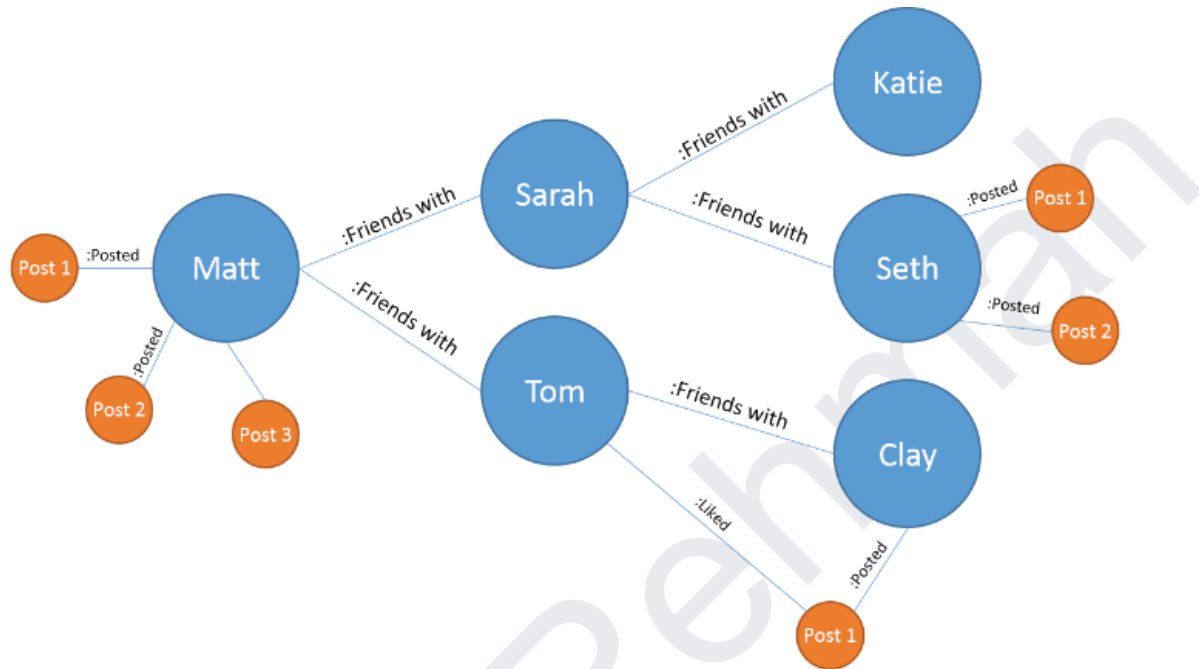 Katie
:Friends with
Sarah
:Friends with
:Posted
Post 1
:Friends with
Seth
:Posted
Post 2
Post 1
:Posted
Matt
:Friends with
:Posted
Post 2
Post 3
Tom
:Friends with
Clay
:Liked
:Posted
Post 1
Rehmah